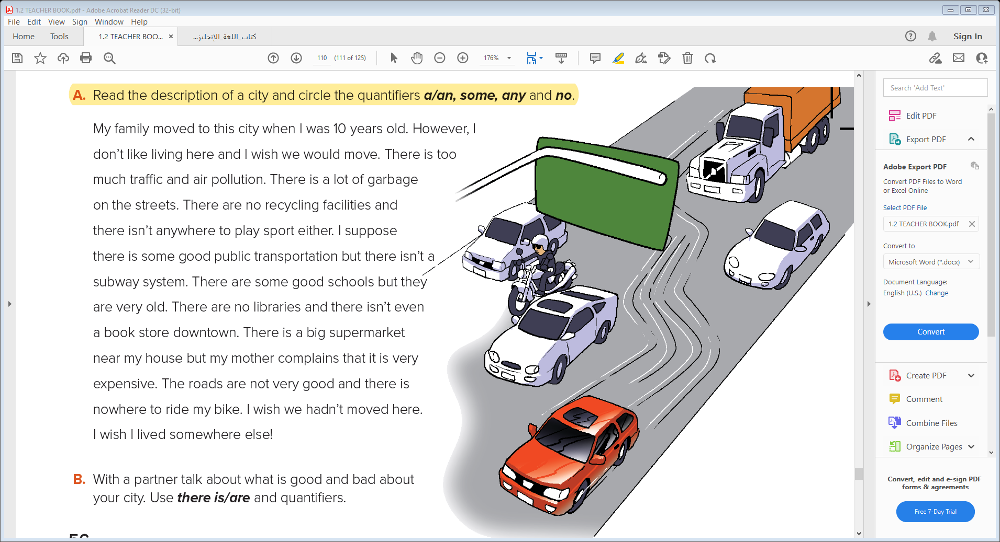 1.2 TEACHER BOOK.pdf - Adobe Acrobat Reader DC (32-bit)
File Edit View Sign Window Help
Home Tools 1.2 TEACHER BOO... × كتاب_اللغة_الإنجليز... Sign In
110 (111 of 125) 176%
A. Read the description of a city and circle the quantifiers a/an, some, any and no.
My family moved to this city when I was 10 years old. However, I
don’t like living here and I wish we would move. There is too
much traffic and air pollution. There is a lot of garbage
on the streets. There are no recycling facilities and
there isn’t anywhere to play sport either. I suppose
there is some good public transportation but there isn’t a
subway system. There are some good schools but they
are very old. There are no libraries and there isn’t even
a book store downtown. There is a big supermarket
near my house but my mother complains that it is very
expensive. The roads are not very good and there is
nowhere to ride my bike. I wish we hadn’t moved here.
I wish I lived somewhere else!
B. With a partner talk about what is good and bad about
your city. Use there is/are and quantifiers.
Search 'Add Text'
Edit PDF
Export PDF
Adobe Export PDF
Convert PDF Files to Word
or Excel Online
Select PDF File
1.2 TEACHER BOOK.pdf
Convert to
Microsoft Word (*.docx)
Document Language:
English (U.S.) Change
Convert
Create PDF
Comment
Combine Files
Organize Pages
Convert, edit and e-sign PDF
forms & agreements
Free 7-Day Trial